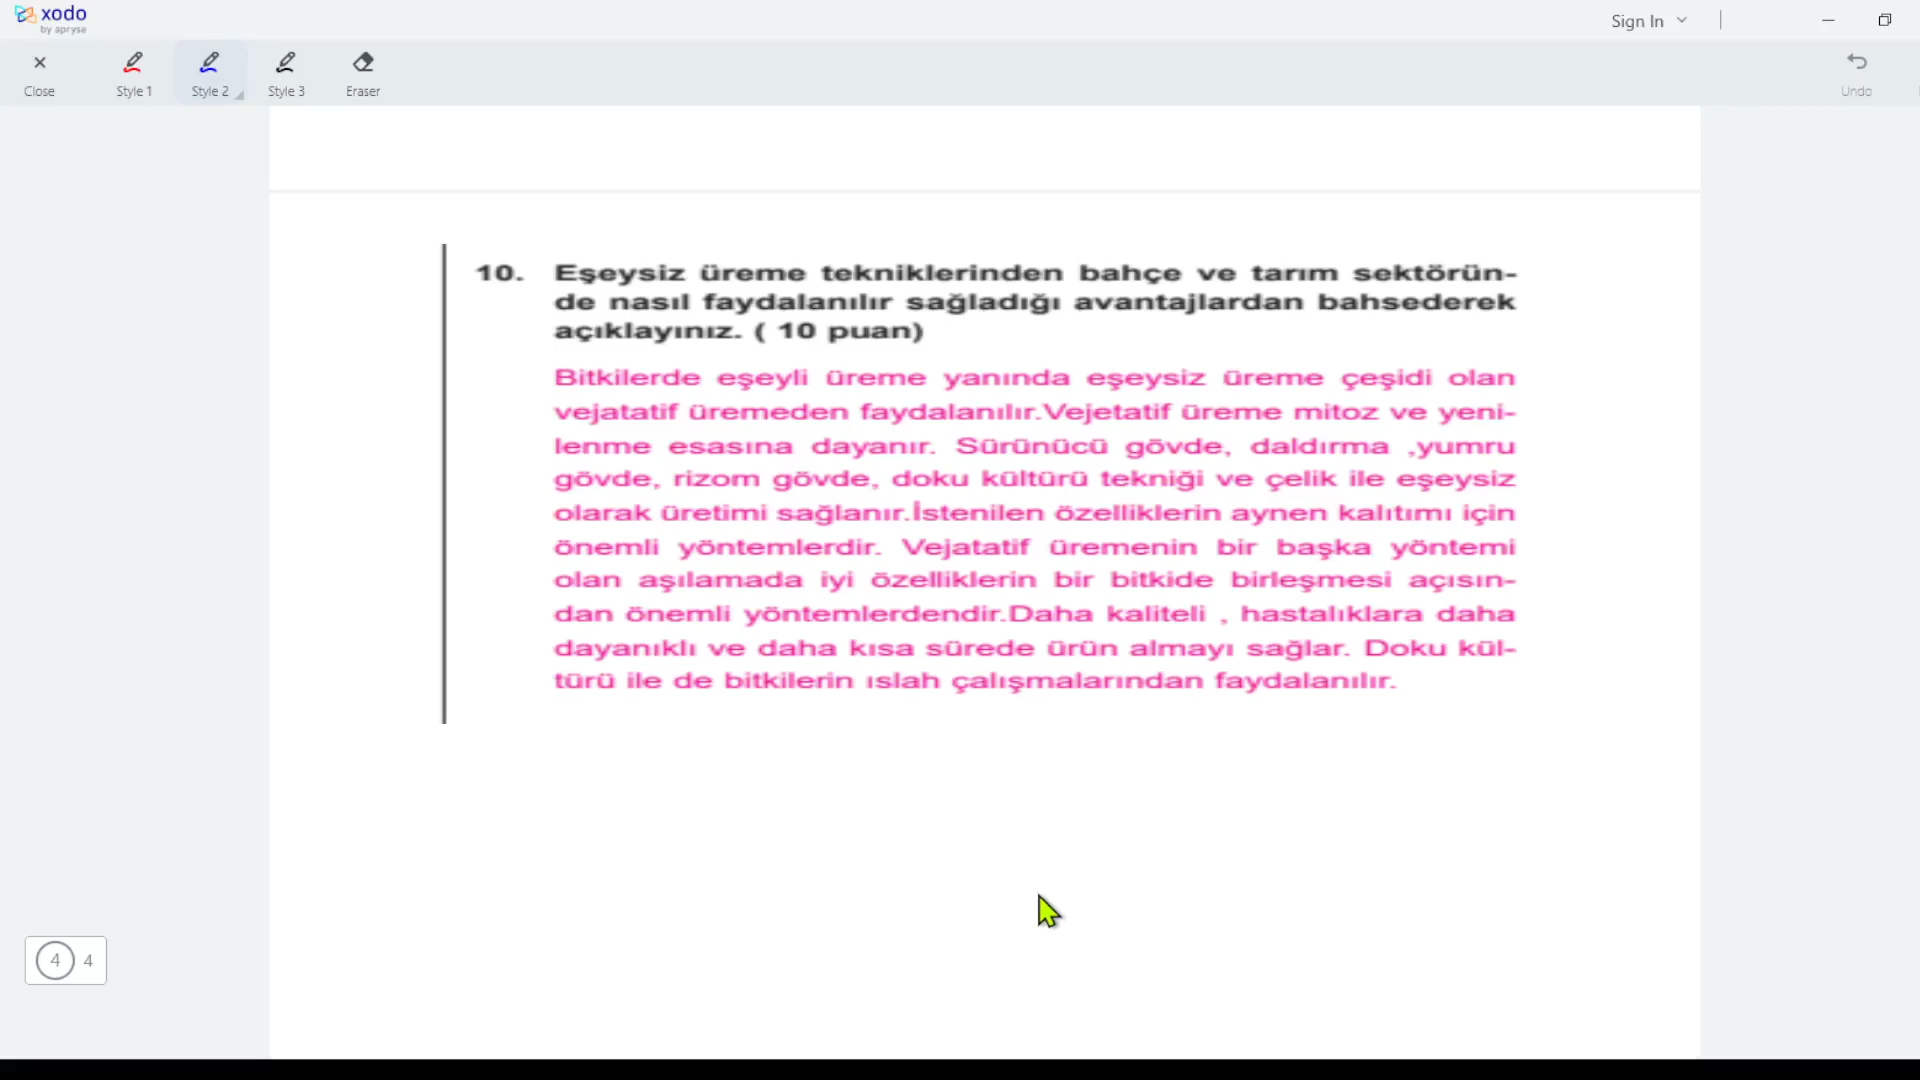 xodo
by apryse
Sign In
Close
Style 1
Style 2
Style 3
Eraser
Undo
10. Eşeysiz üreme tekniklerinden bahçe ve tarım sektörün-
de nasıl faydalanılır sağladığı avantajlardan bahsederek
açıklayınız. ( 10 puan)
Bitkilerde eşeyli üreme yanında eşeysiz üreme çeşidi olan
vejatatif üremeden faydalanılır.Vejetatif üreme mitoz ve yeni-
lenme esasına dayanır. Sürünücü gövde, daldırma ,yumru
gövde, rizom gövde, doku kültürü tekniği ve çelik ile eşeysiz
olarak üretimi sağlanır.İstenilen özelliklerin aynen kalıtımı için
önemli yöntemlerdir. Vejatatif üremenin bir başka yöntemi
olan aşılamada iyi özelliklerin bir bitkide birleşmesi açısın-
dan önemli yöntemlerdendir.Daha kaliteli , hastalıklara daha
dayanıklı ve daha kısa sürede ürün almayı sağlar. Doku kül-
türü ile de bitkilerin ıslah çalışmalarından faydalanılır.
4 4